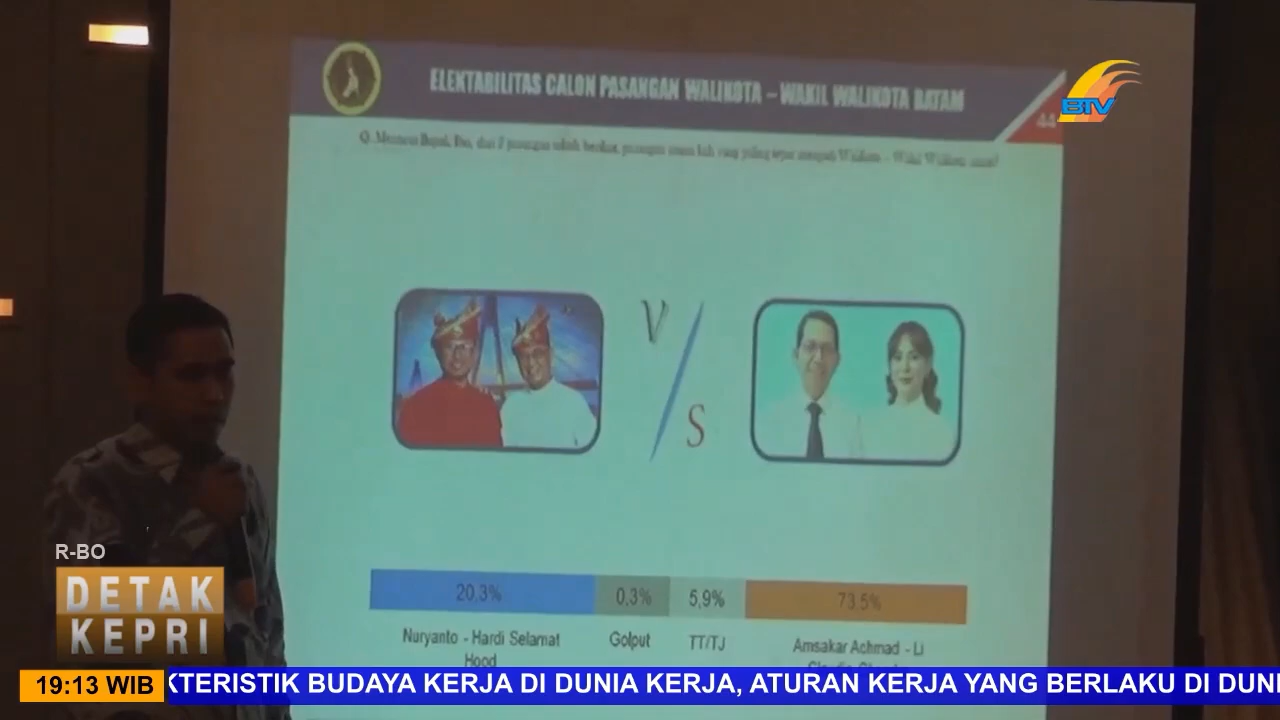 ELEKTABILITAS CALON PASANGAN WALIKOTA – WAKIL WALIKOTA BATAM
44
BTV
V
S
20,3%
0,3%
5,9%
73,5%
Nuryanto - Hardi Selamat
Hood
Golput
TT/TJ
Amsakar Achmad - Li
R-BO
DETAK
KEPRI
19:13 WIB
KTERISTIK BUDAYA KERJA DI DUNIA KERJA, ATURAN KERJA YANG BERLAKU DI DUNI